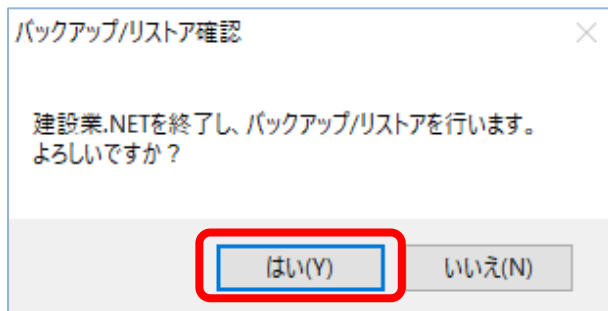 バックアップ/リストア確認
建設業.NETを終了し、バックアップ/リストアを行います。
よろしいですか？
はい(Y)
いいえ(N)